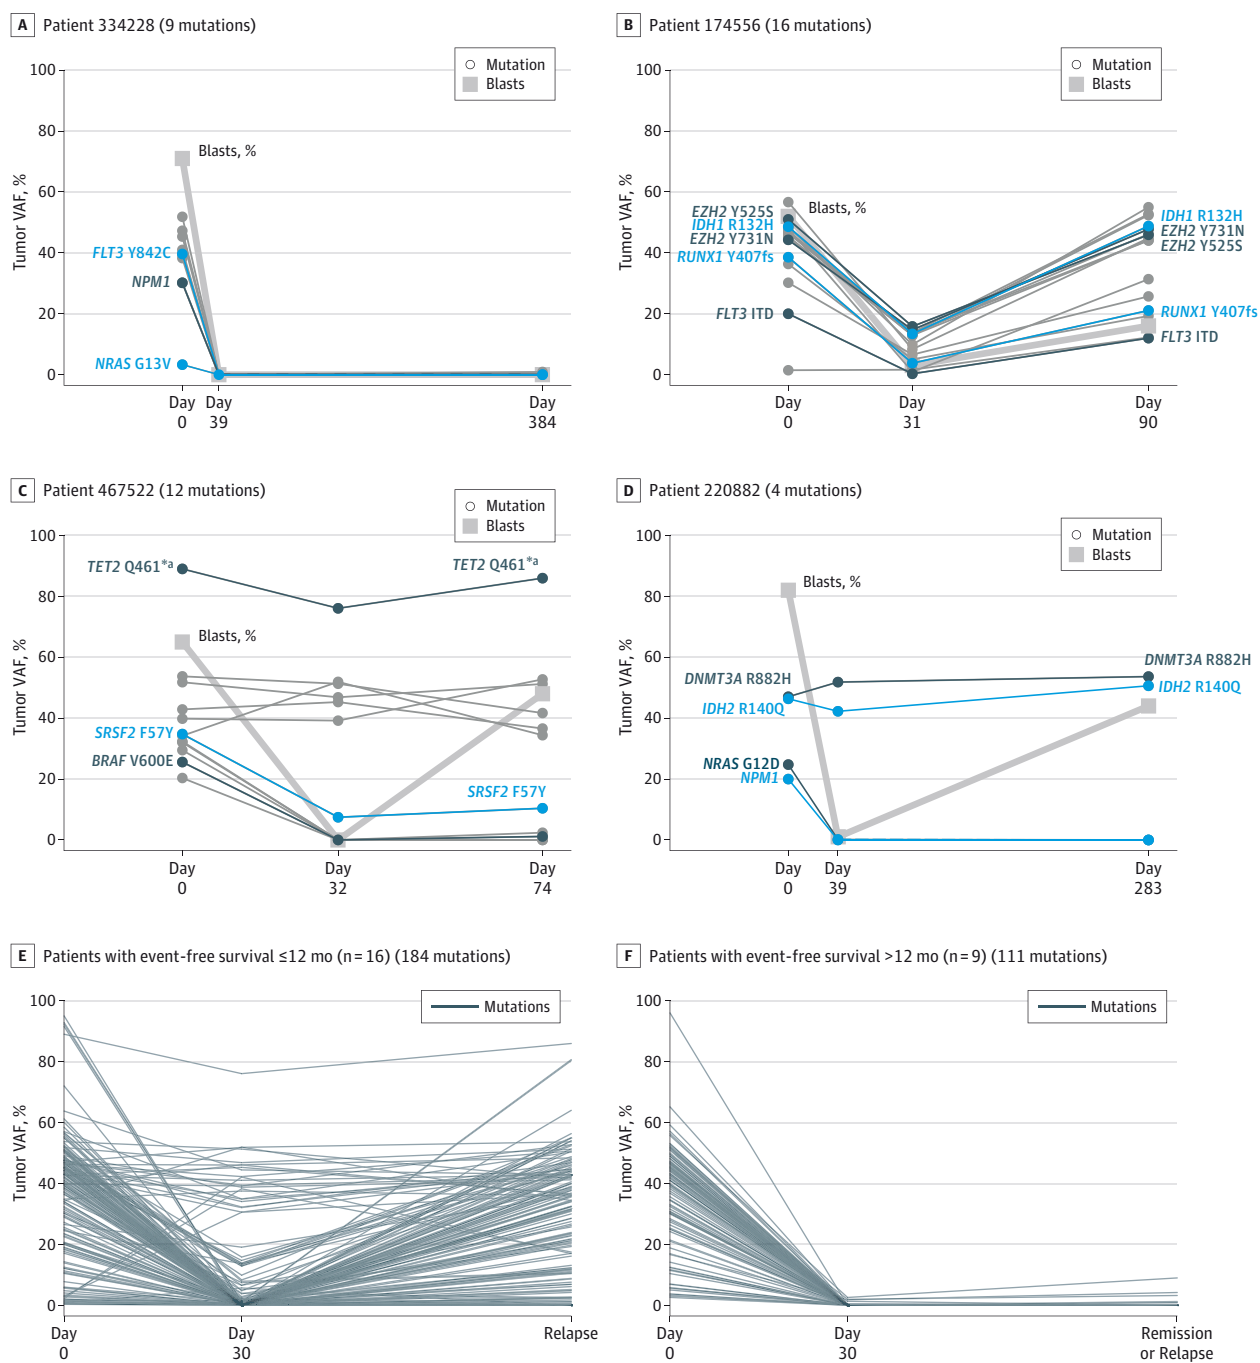 A Patient 334228 (9 mutations)
Mutation
Blasts
Tumor VAF, %
100
80
60
40
20
0
Blasts, %
FLT3 Y842C
NPM1
NRAS G13V
Day 0
Day 39
Day 384
B Patient 174556 (16 mutations)
Mutation
Blasts
Tumor VAF, %
100
80
60
40
20
0
EZH2 Y525S
Blasts, %
IDH1 R132H
EZH2 Y731N
RUNX1 Y407fs
FLT3 ITD
IDH1 R132H
EZH2 Y731N
EZH2 Y525S
RUNX1 Y407fs
FLT3 ITD
Day 0
Day 31
Day 90
C Patient 467522 (12 mutations)
Mutation
Blasts
Tumor VAF, %
100
80
60
40
20
0
TET2 Q461*a
TET2 Q461*a
Blasts, %
SRSF2 F57Y
BRAF V600E
SRSF2 F57Y
Day 0
Day 32
Day 74
D Patient 220882 (4 mutations)
Mutation
Blasts
Tumor VAF, %
100
80
60
40
20
0
Blasts, %
DNMT3A R882H
IDH2 R140Q
NRAS G12D
NPM1
DNMT3A R882H
IDH2 R140Q
Day 0
Day 39
Day 283
E Patients with event-free survival ≤12 mo (n=16) (184 mutations)
Mutations
Tumor VAF, %
100
80
60
40
20
0
Day 0
Day 30
Relapse
F Patients with event-free survival >12 mo (n=9) (111 mutations)
Mutations
Tumor VAF, %
100
80
60
40
20
0
Day 0
Day 30
Remission or Relapse